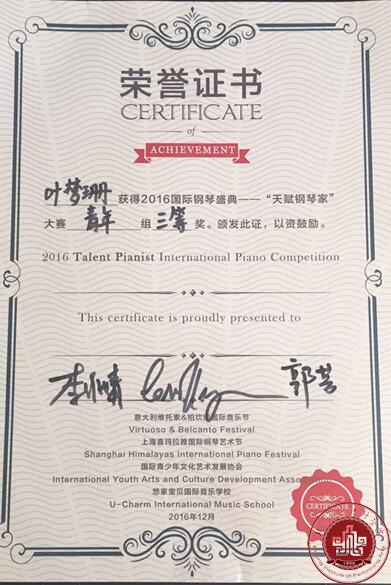 荣誉证书
CERTIFICATE
of
ACHIEVEMENT
叶梦珊 获得2016国际钢琴盛典——“天赋钢琴家”
大赛 青年 组 三等 奖。颁发此证，以资鼓励。
2016 Talent Pianist International Piano Competition
This certificate is proudly presented to
意大利维托索&柏坎图国际音乐节
Virtuoso & Belcanto Festival
上海喜玛拉雅国际钢琴艺术节
Shanghai Himalayas International Piano Festival
国际青少年文化艺术发展协会
International Youth Arts and Culture Development Association
悠家宝贝国际音乐学校
U-Charm International Music School
2016年12月
CERTIFICATE